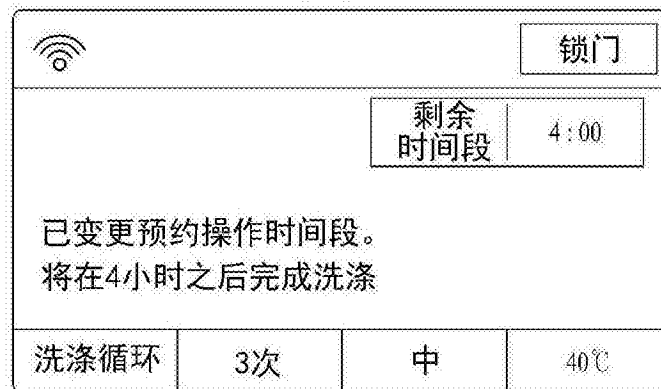 锁门
剩余
时间段
4:00
已变更预约操作时间段。
将在4小时之后完成洗涤
洗涤循环
3次
中
40℃